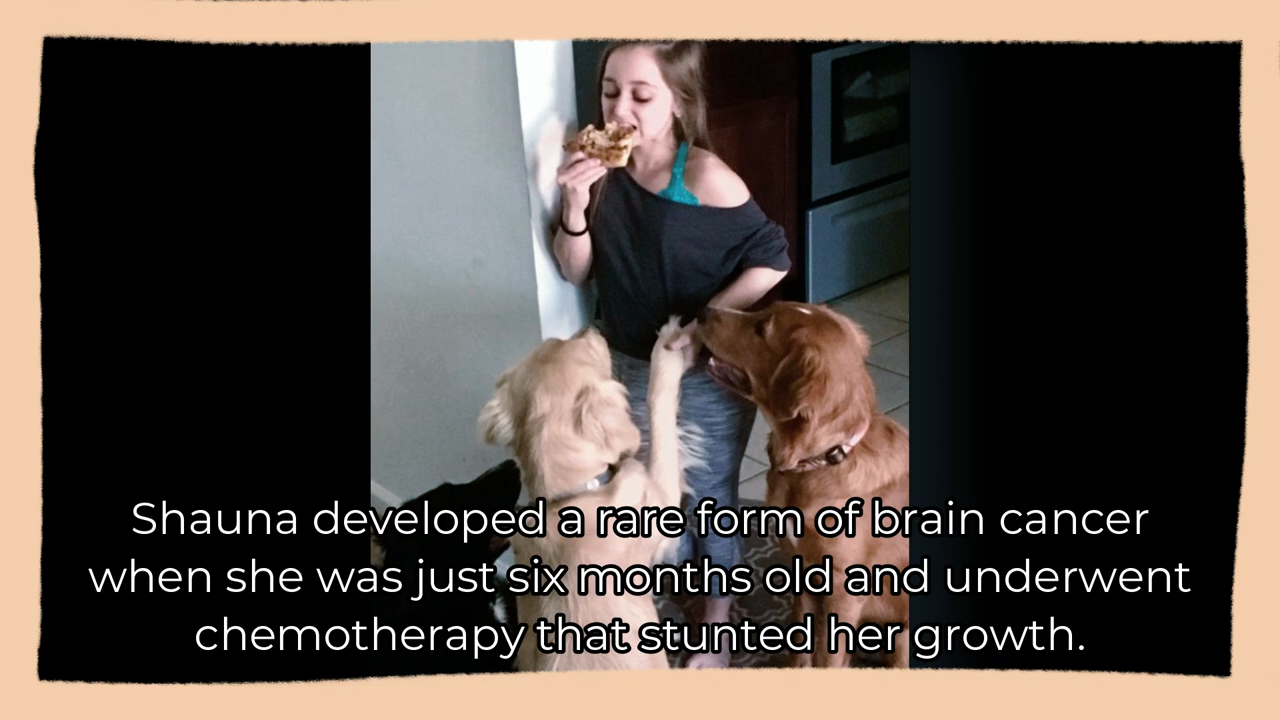 Shauna developed a rare form of brain cancer
when she was just six months old and underwent
chemotherapy that stunted her growth.